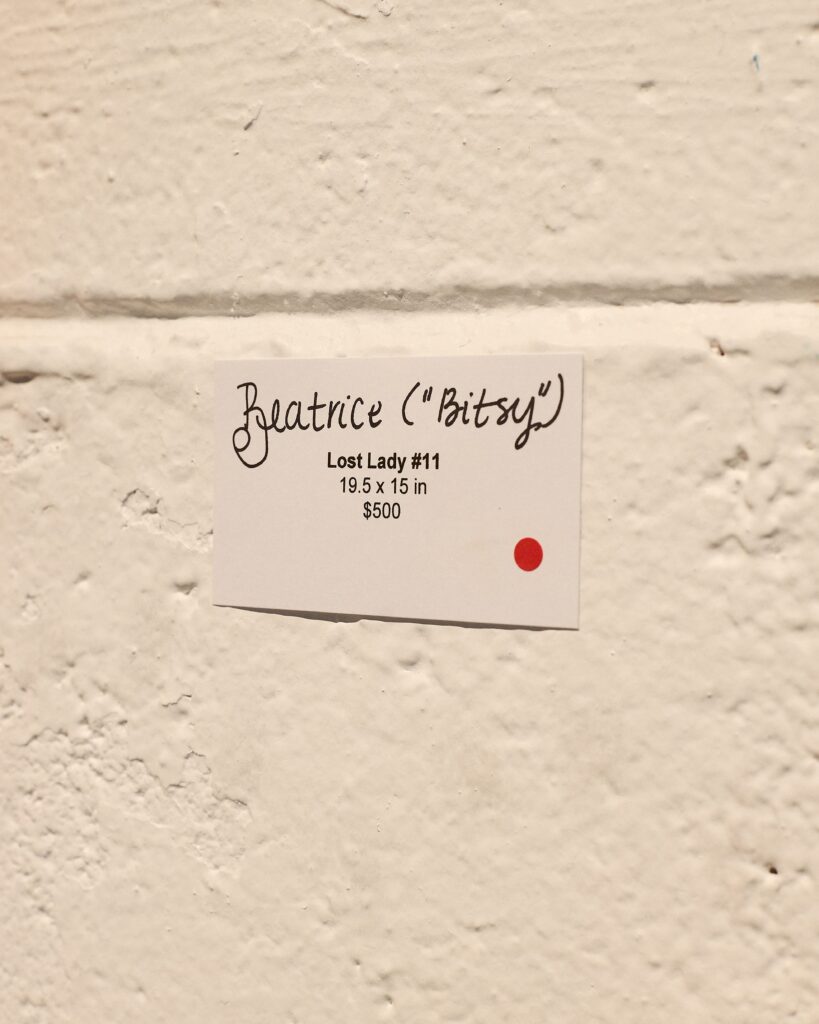 Beatrice ("Bitsy")
Lost Lady #11
19.5 x 15 in
$500